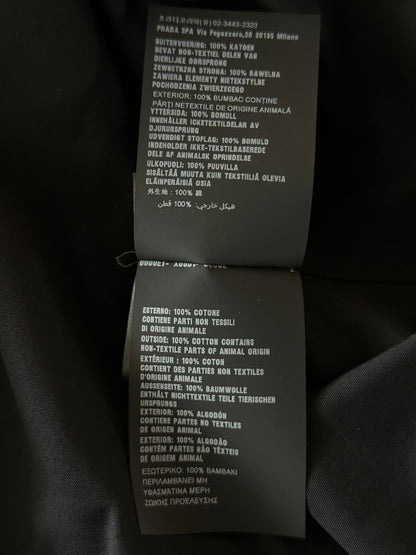 프라다코리아(유) 02-3443-2323
PRADA SPA Via Fogazzaro,28 20135 Milano
BUITENVOERING: 100% KATOEN
BEVAT NON-TEXTIEL DELEN VAN
DIERLIJKE OORSPRONG
ZEWNETRZNA STRONA: 100% BAWELNA
ZAWIERA ELEMENTY NIETEKSTYLNE
POCHODZENIA ZWIERZECEGO
EXTERIOR: 100% BUMBAC CONTINE
PĂRȚI NETEXTILE DE ORIGINE ANIMALĂ
YTTERSIDA: 100% BOMULL
INNEHÅLLER ICKETEXTILDELAR AV
DJURURSPRUNG
UDVENDIGT STOFLAG: 100% BOMULD
INDEHOLDER IKKE-TEKSTILBASEREDE
DELE AF ANIMALSK OPRINDELSE
ULKOPUOLI: 100% PUUVILLA
SISÄLTÄÄ MUUTA KUIN TEKSTIILIÄ OLEVIA
ELÄINPERÄISIÄ OSIA
外生地 : 100% 綿
هيكل خارجي: 100% قطن
ESTERNO: 100% COTONE
CONTIENE PARTI NON TESSILI
DI ORIGINE ANIMALE
OUTSIDE: 100% COTTON CONTAINS
NON-TEXTILE PARTS OF ANIMAL ORIGIN
EXTÉRIEUR : 100% COTON
CONTIENT DES PARTIES NON TEXTILES
D'ORIGINE ANIMALE
AUSSENSEITE: 100% BAUMWOLLE
ENTHÄLT NICHTTEXTILE TEILE TIERISCHEN
URSPRUNGS
EXTERIOR: 100% ALGODÓN
CONTIENE PARTES NO TEXTILES
DE ORIGEN ANIMAL
EXTERIOR: 100% ALGODÃO
CONTÉM PARTES NÃO TÊXTEIS
DE ORIGEM ANIMAL
ΕΞΩΤΕΡΙΚΟ: 100% ΒΑΜΒΑΚΙ
ΠΕΡΙΛΑΜΒΑΝΕΙ ΜΗ
ΥΦΑΣΜΑΤΙΝΑ ΜΕΡΗ
ΖΩΙΚΗΣ ΠΡΟΕΛΕΥΣΗΣ